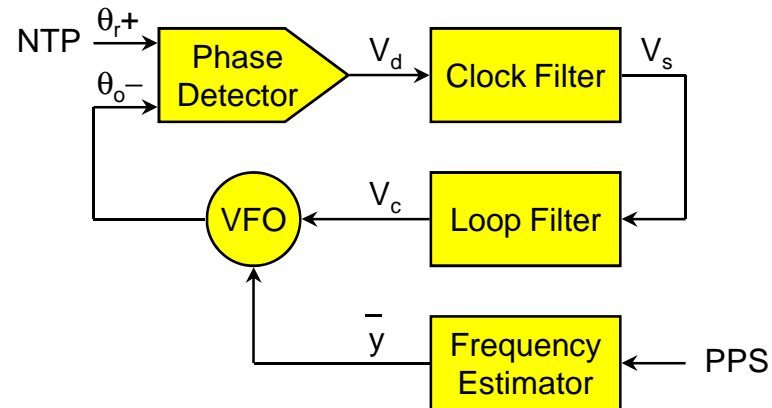 NTP
θr+
θo−
Phase
Detector
Vd
Clock Filter
Vs
VFO
Vc
Loop Filter
y̅
Frequency
Estimator
PPS